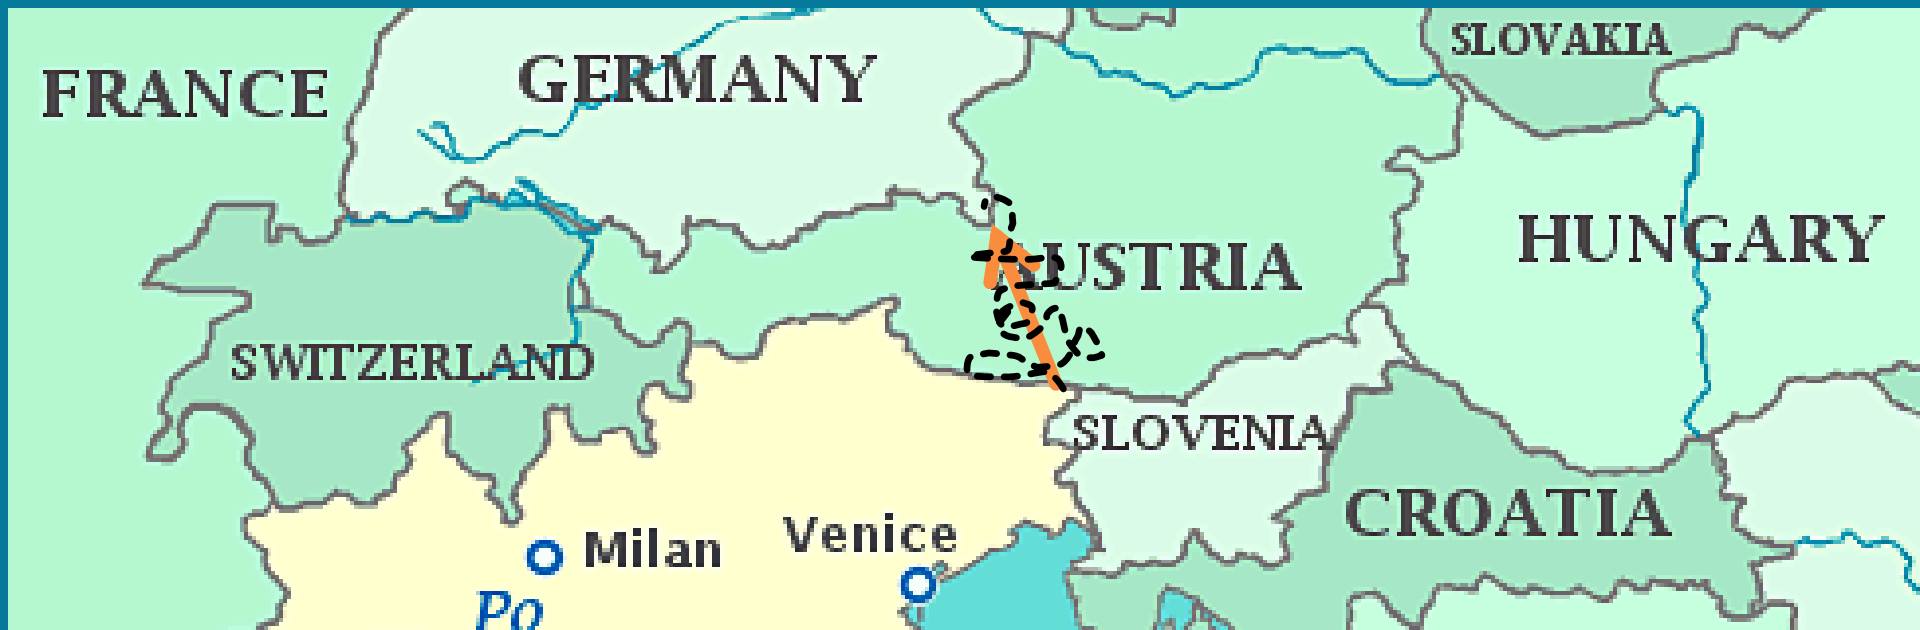 SLOVAKIA
FRANCE
GERMANY
HUNGARY
AUSTRIA
SWITZERLAND
SLOVENIA
CROATIA
Venice
Milan
Po